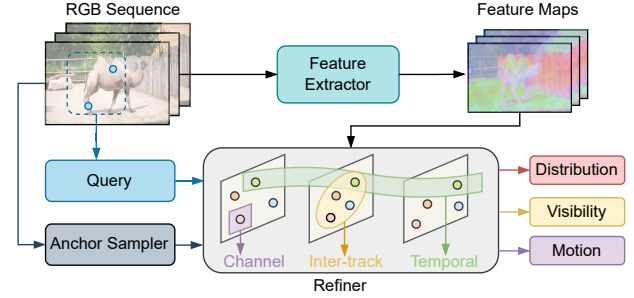 RGB Sequence
Feature Maps
Feature
Extractor
Query
Distribution
Visibility
Anchor Sampler
Motion
Channel
Inter-track
Temporal
Refiner